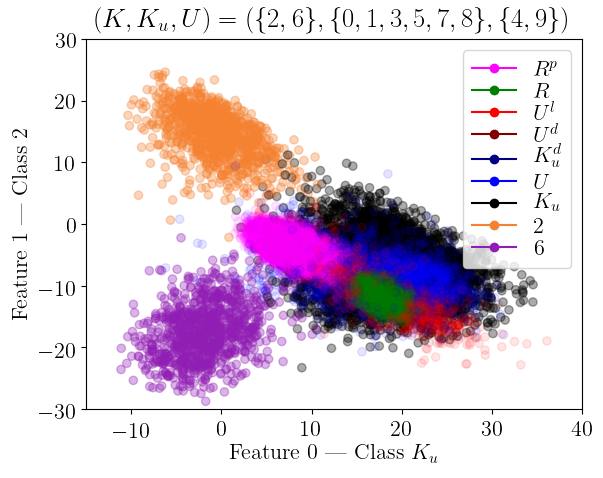 (K, K_u, U) = ({2, 6}, {0, 1, 3, 5, 7, 8}, {4, 9})
30
20
10
0
−10
−20
−30
Feature 1 — Class 2
R^p
R
U^l
U^d
K_u^d
U
K_u
2
6
−10
0
10
20
30
40
Feature 0 — Class K_u